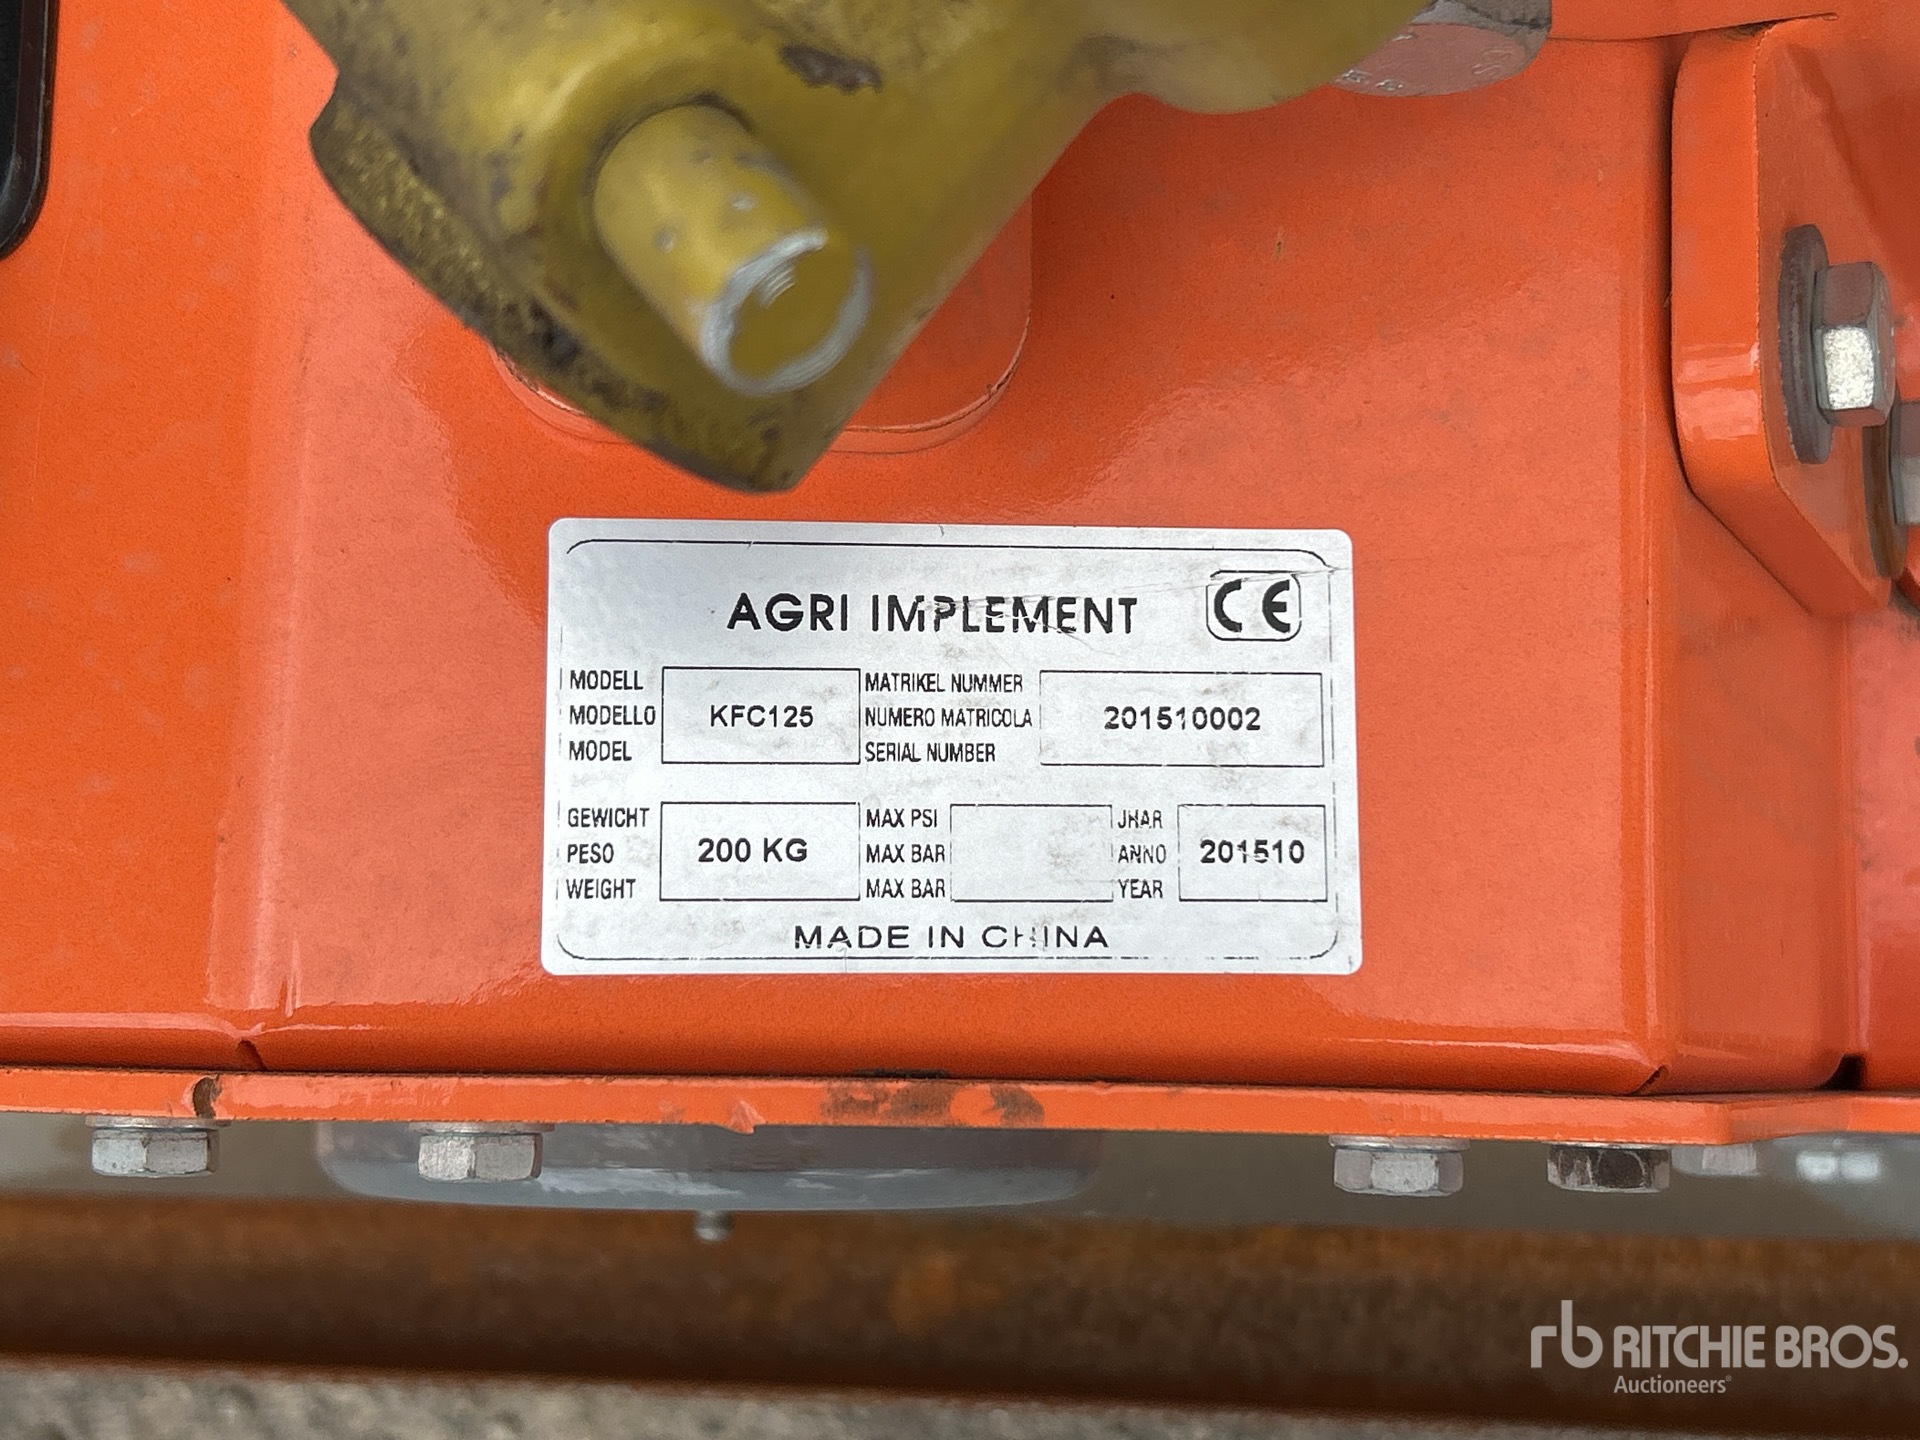 AGRI IMPLEMENT CE
MODELL
MODELLO KFC125
MODEL
MATRIKEL NUMMER
NUMERO MATRICOLA 201510002
SERIAL NUMBER
GEWICHT
PESO 200 KG
WEIGHT
MAX PSI
MAX BAR
MAX BAR
JHAR
ANNO 201510
YEAR
MADE IN CHINA
rb RITCHIE BROS.
Auctioneers®